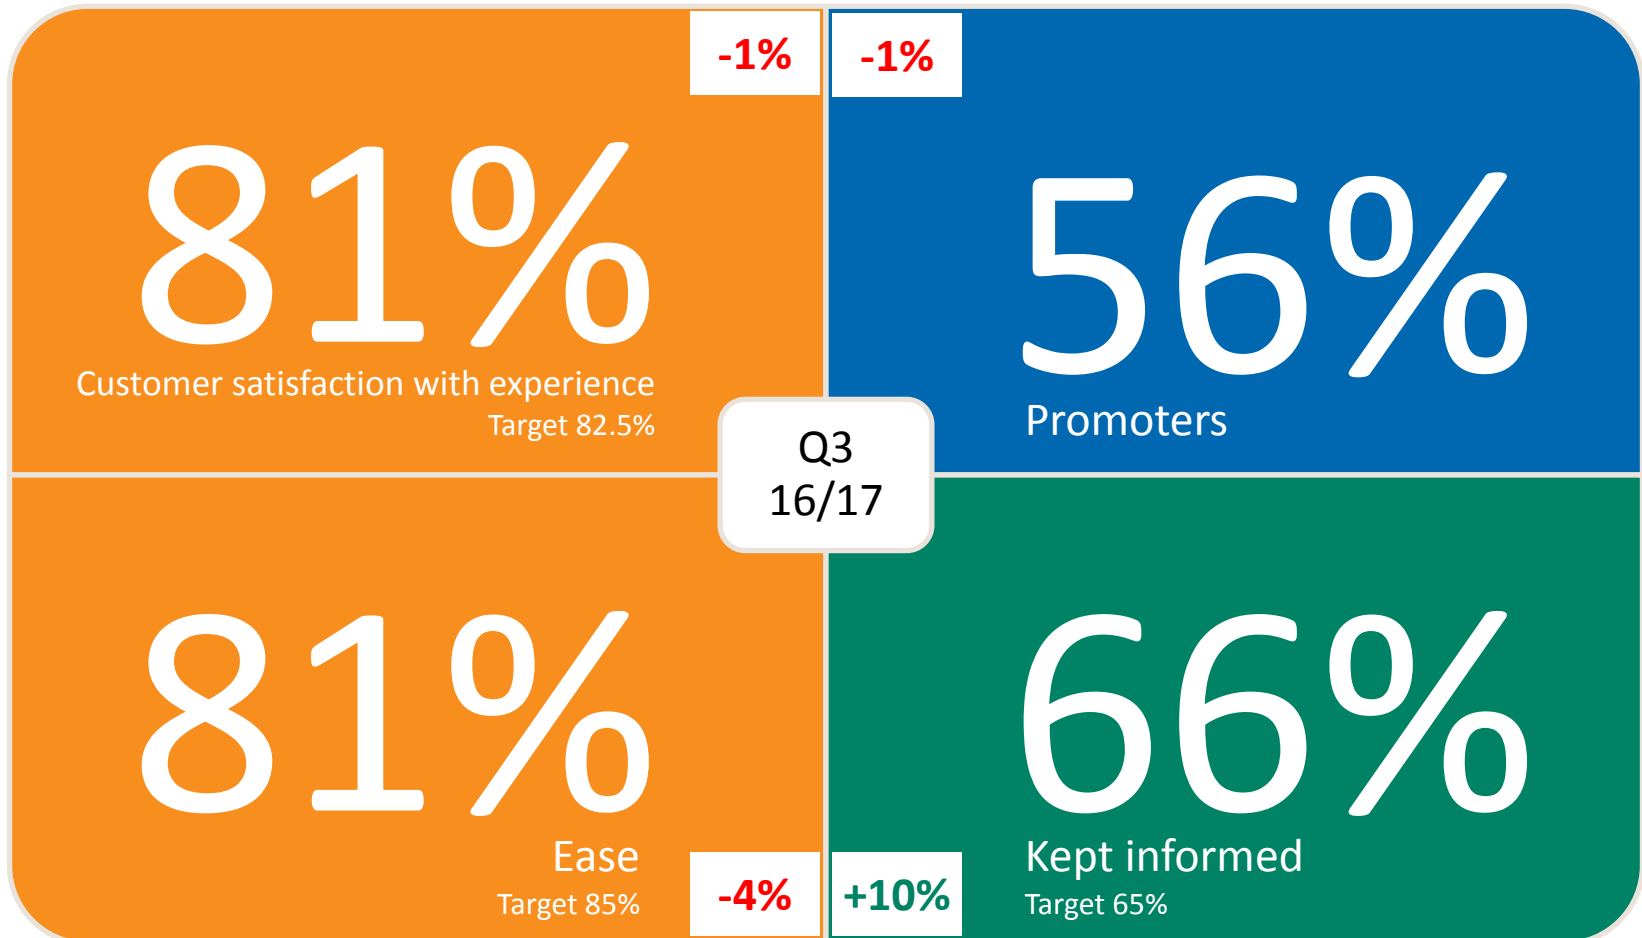 -1%
81%
Customer satisfaction with experience
Target 82.5%
-1%
56%
Promoters
Q3
16/17
81%
Ease
Target 85%
-4%
66%
Kept informed
Target 65%
+10%